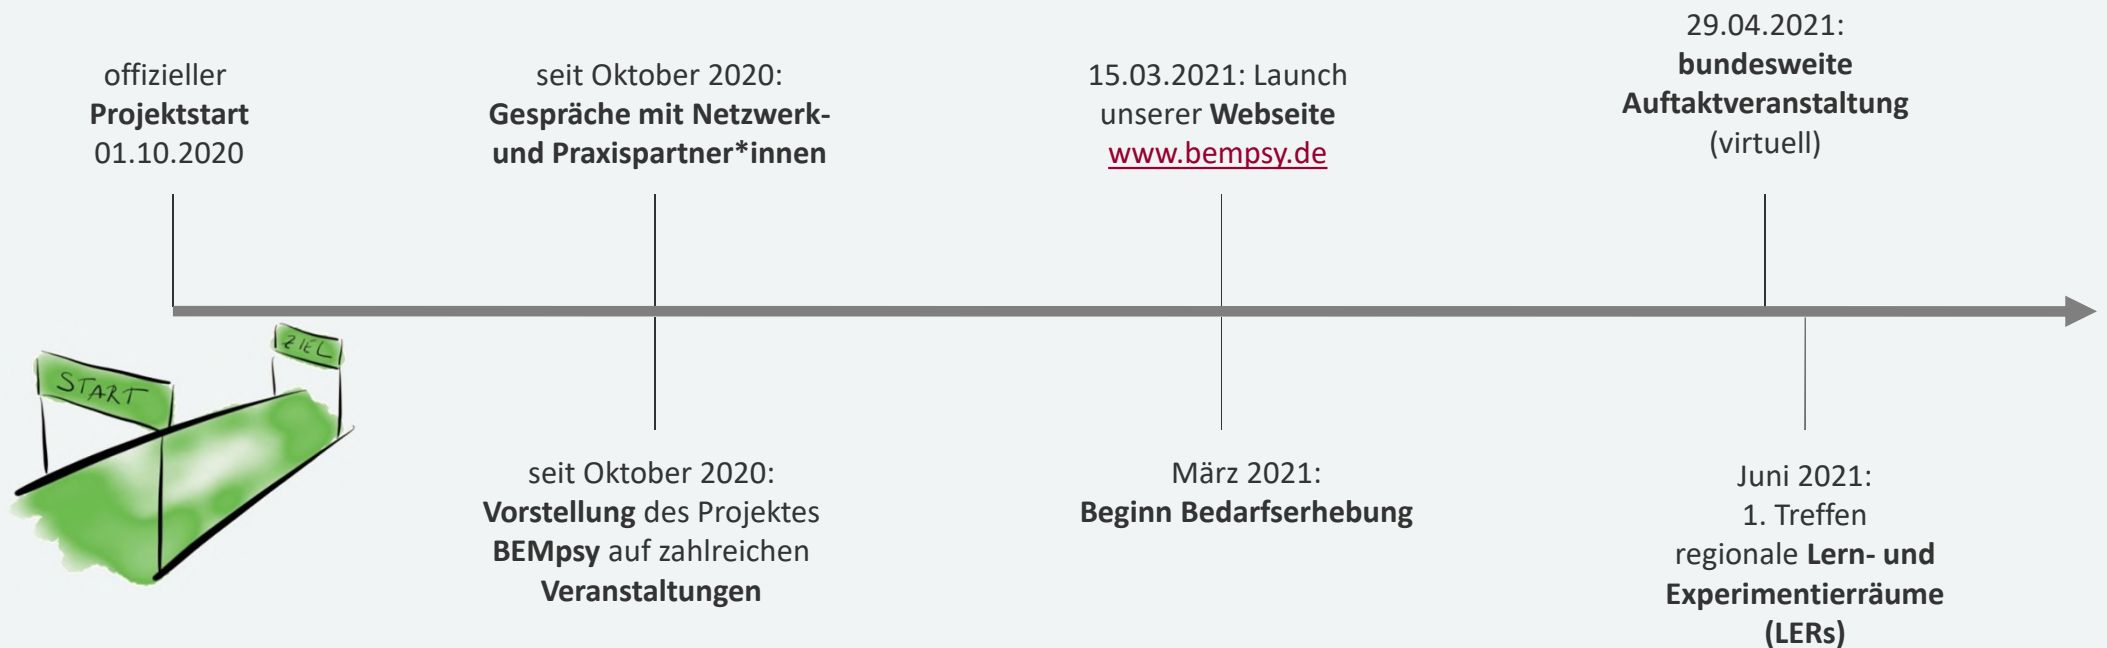 offizieller
Projektstart
01.10.2020
seit Oktober 2020:
Gespräche mit Netzwerk-
und Praxispartner*innen
15.03.2021: Launch
unserer Webseite
www.bempsy.de
29.04.2021:
bundesweite
Auftaktveranstaltung
(virtuell)
START
ZIEL
seit Oktober 2020:
Vorstellung des Projektes
BEMpsy auf zahlreichen
Veranstaltungen
März 2021:
Beginn Bedarfserhebung
Juni 2021:
1. Treffen
regionale Lern- und
Experimentierräume
(LERs)